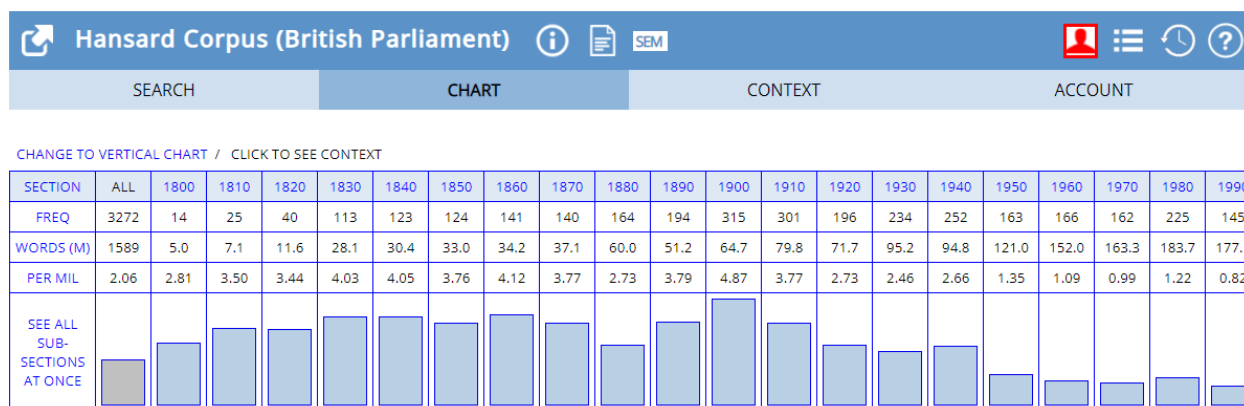 Hansard Corpus (British Parliament) i SEM ?
SEARCH CHART CONTEXT ACCOUNT
CHANGE TO VERTICAL CHART / CLICK TO SEE CONTEXT
SECTION ALL 1800 1810 1820 1830 1840 1850 1860 1870 1880 1890 1900 1910 1920 1930 1940 1950 1960 1970 1980 1990
FREQ 3272 14 25 40 113 123 124 141 140 164 194 315 301 196 234 252 163 166 162 225 145
WORDS (M) 1589 5.0 7.1 11.6 28.1 30.4 33.0 34.2 37.1 60.0 51.2 64.7 79.8 71.7 95.2 94.8 121.0 152.0 163.3 183.7 177.
PER MIL 2.06 2.81 3.50 3.44 4.03 4.05 3.76 4.12 3.77 2.73 3.79 4.87 3.77 2.73 2.46 2.66 1.35 1.09 0.99 1.22 0.82
SEE ALL
SUB-
SECTIONS
AT ONCE